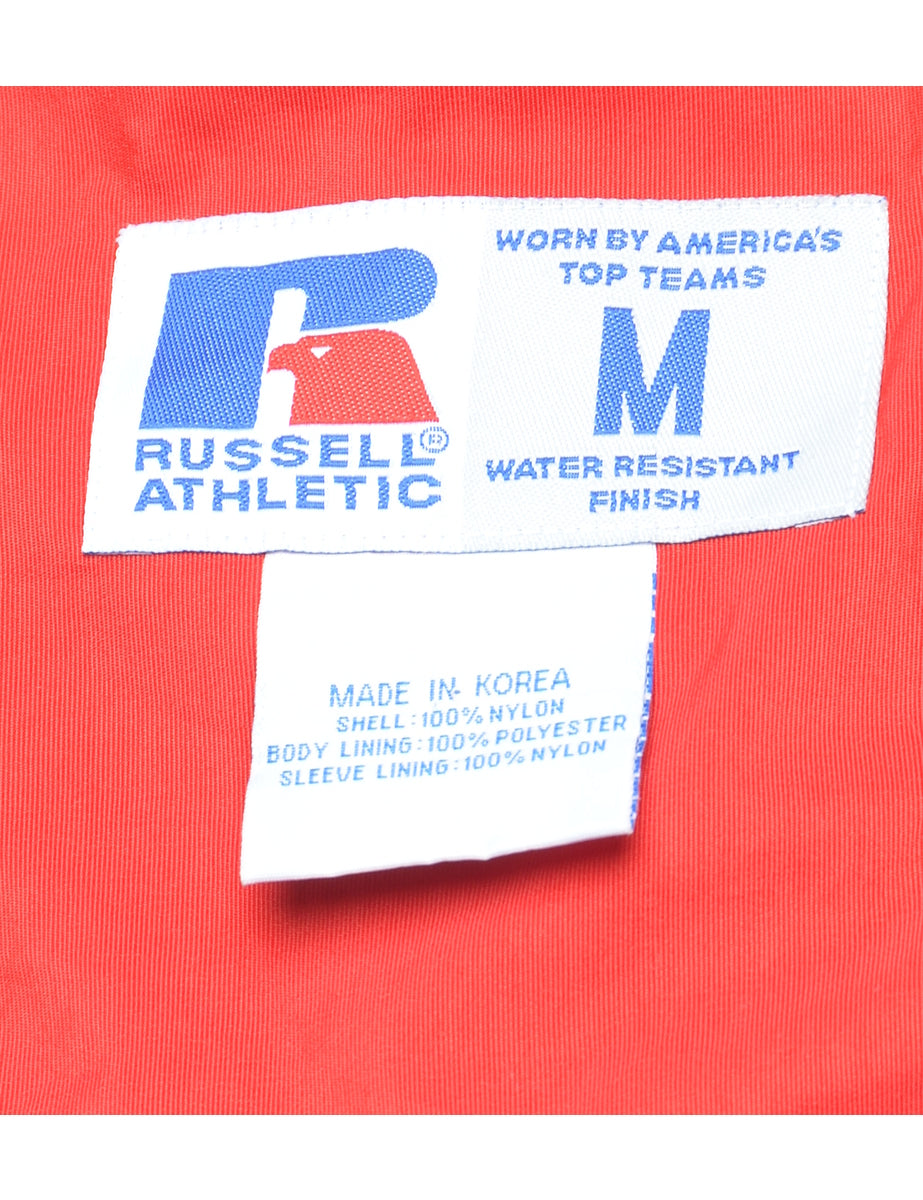 WORN BY AMERICA'S
TOP TEAMS
M
WATER RESISTANT
FINISH
R
RUSSELL®
ATHLETIC
MADE IN KOREA
SHELL:100% NYLON
BODY LINING:100% POLYESTER
SLEEVE LINING:100% NYLON